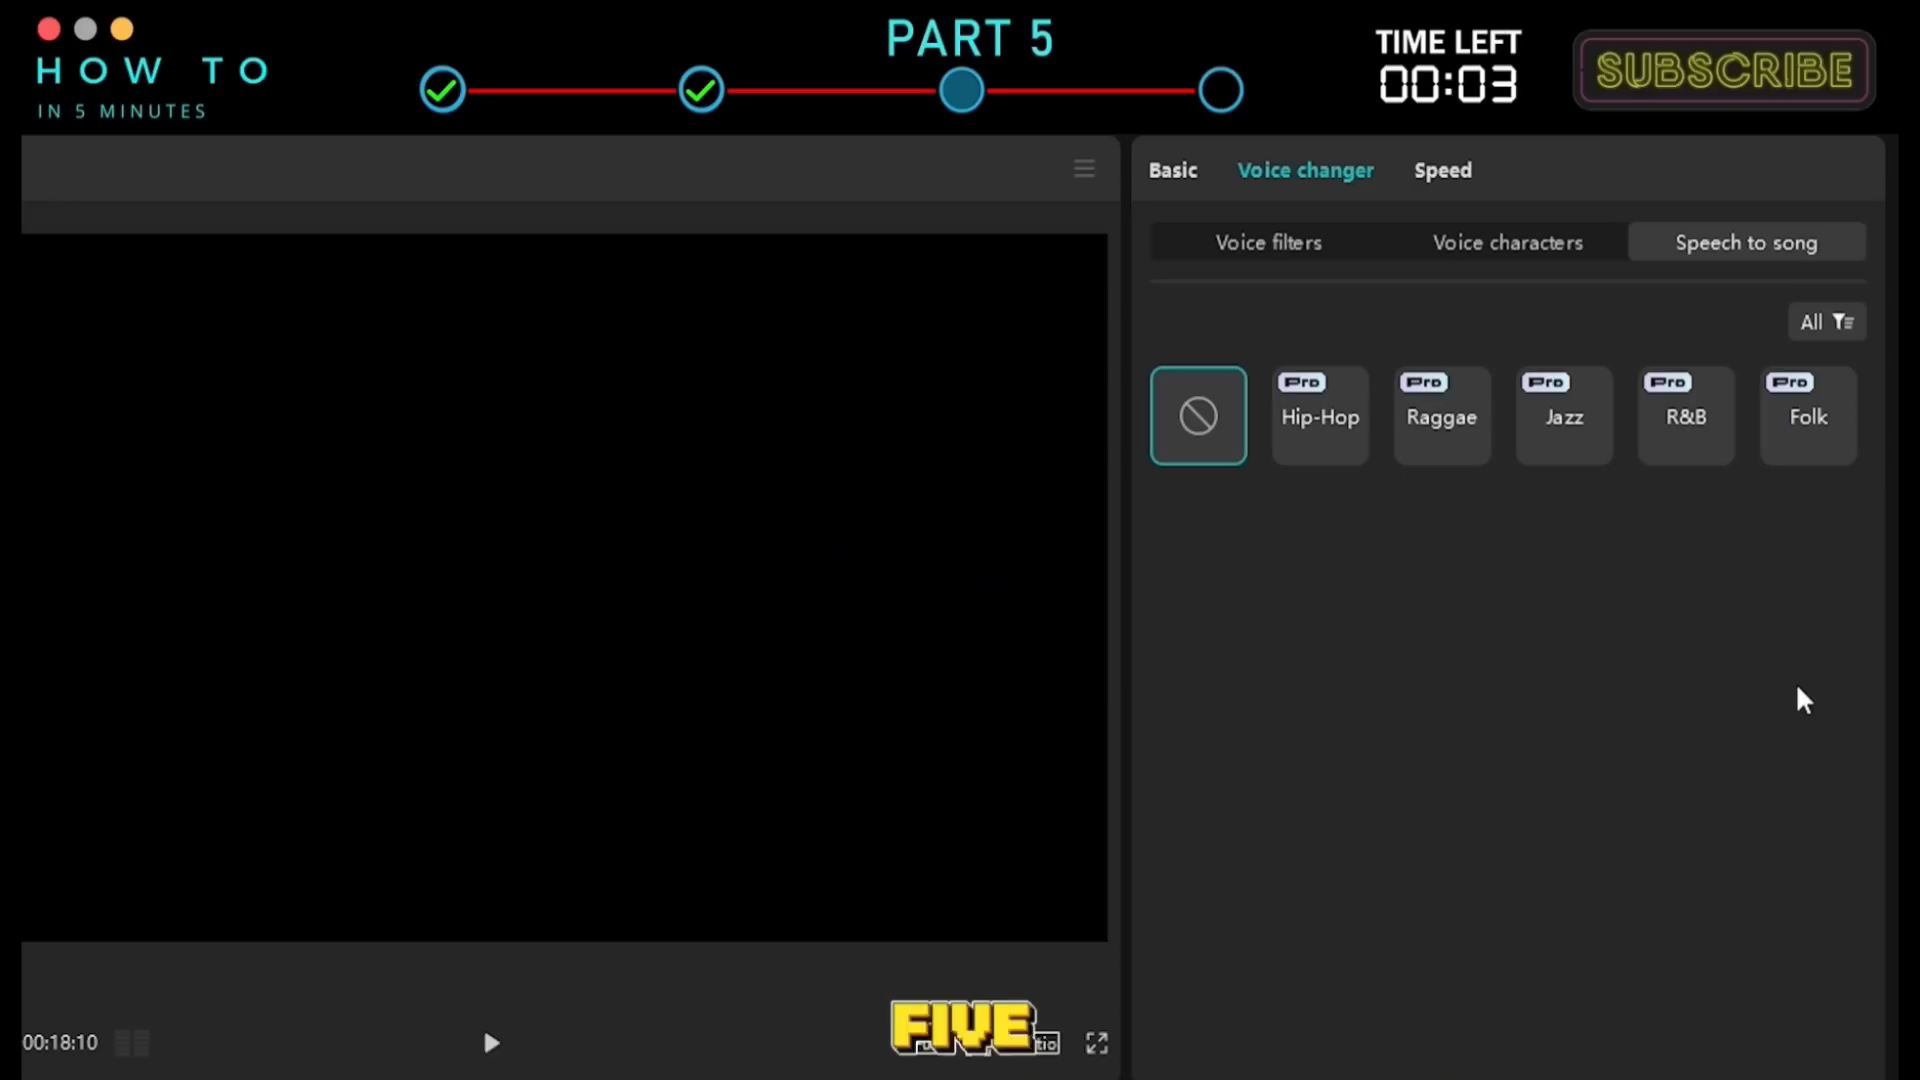 PART 5
HOW TO
IN 5 MINUTES
TIME LEFT
00:03
SUBSCRIBE
Basic
Voice changer
Speed
Voice filters
Voice characters
Speech to song
All
Pro
Hip-Hop
Pro
Raggae
Pro
Jazz
Pro
R&B
Pro
Folk
00:18:10
FIVE